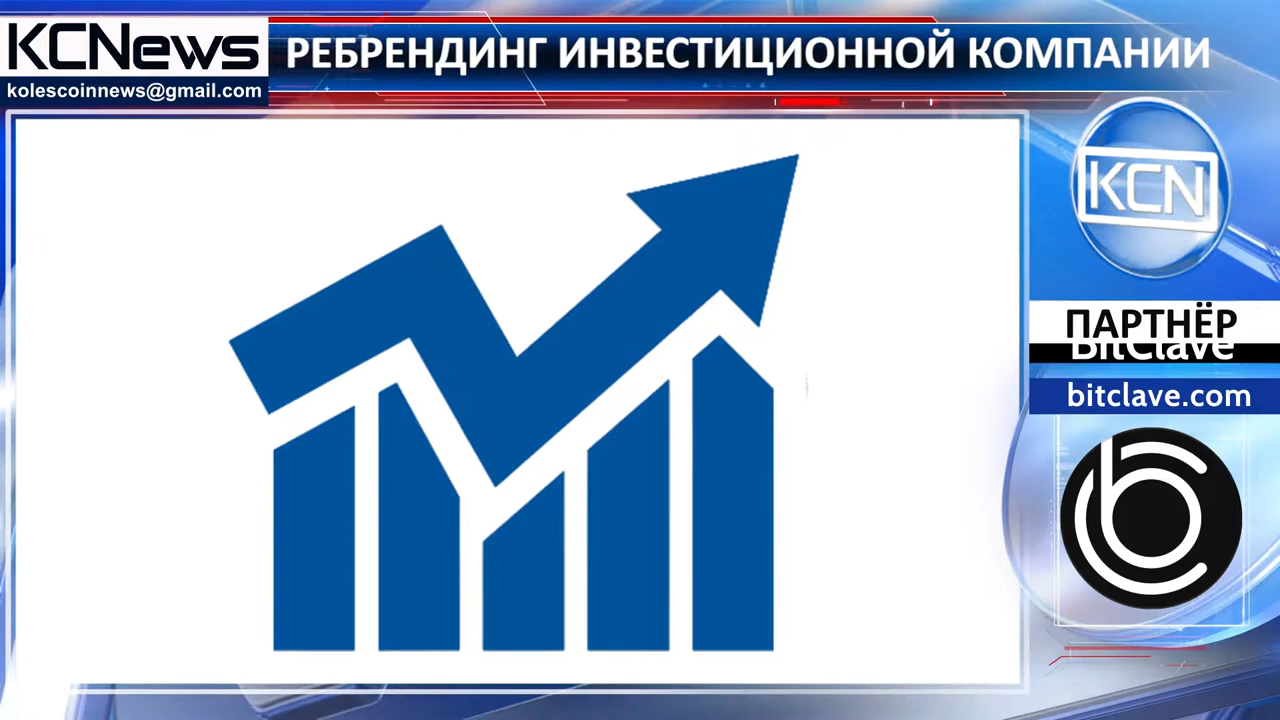 KCNews
kolescoinnews@gmail.com
РЕБРЕНДИНГ ИНВЕСТИЦИОННОЙ КОМПАНИИ
KCN
ПАРТНЁР
BitClave
bitclave.com